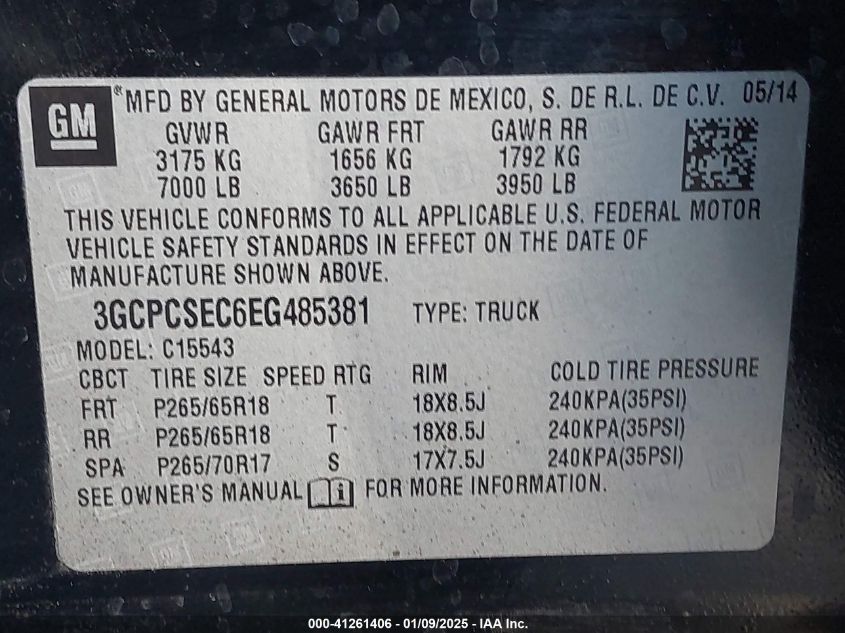 GM ®MFD BY GENERAL MOTORS DE MEXICO, S. DE R.L. DE C.V. 05/14
GVWR GAWR FRT GAWR RR
3175 KG 1656 KG 1792 KG
7000 LB 3650 LB 3950 LB
THIS VEHICLE CONFORMS TO ALL APPLICABLE U.S. FEDERAL MOTOR
VEHICLE SAFETY STANDARDS IN EFFECT ON THE DATE OF
MANUFACTURE SHOWN ABOVE.
3GCPCSEC6EG485381 TYPE: TRUCK
MODEL: C15543
CBCT TIRE SIZE SPEED RTG RIM COLD TIRE PRESSURE
FRT P265/65R18 T 18X8.5J 240KPA(35PSI)
RR P265/65R18 T 18X8.5J 240KPA(35PSI)
SPA P265/70R17 S 17X7.5J 240KPA(35PSI)
SEE OWNER'S MANUAL i FOR MORE INFORMATION.
000-41261406 - 01/09/2025 - IAA Inc.